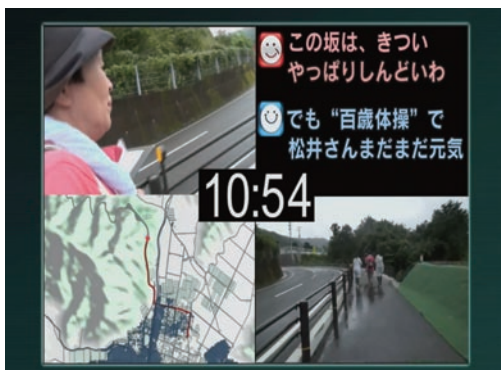 この坂は、きつい
やっぱりしんどいわ
でも“百歳体操”で
松井さんまだまだ元気
10:54